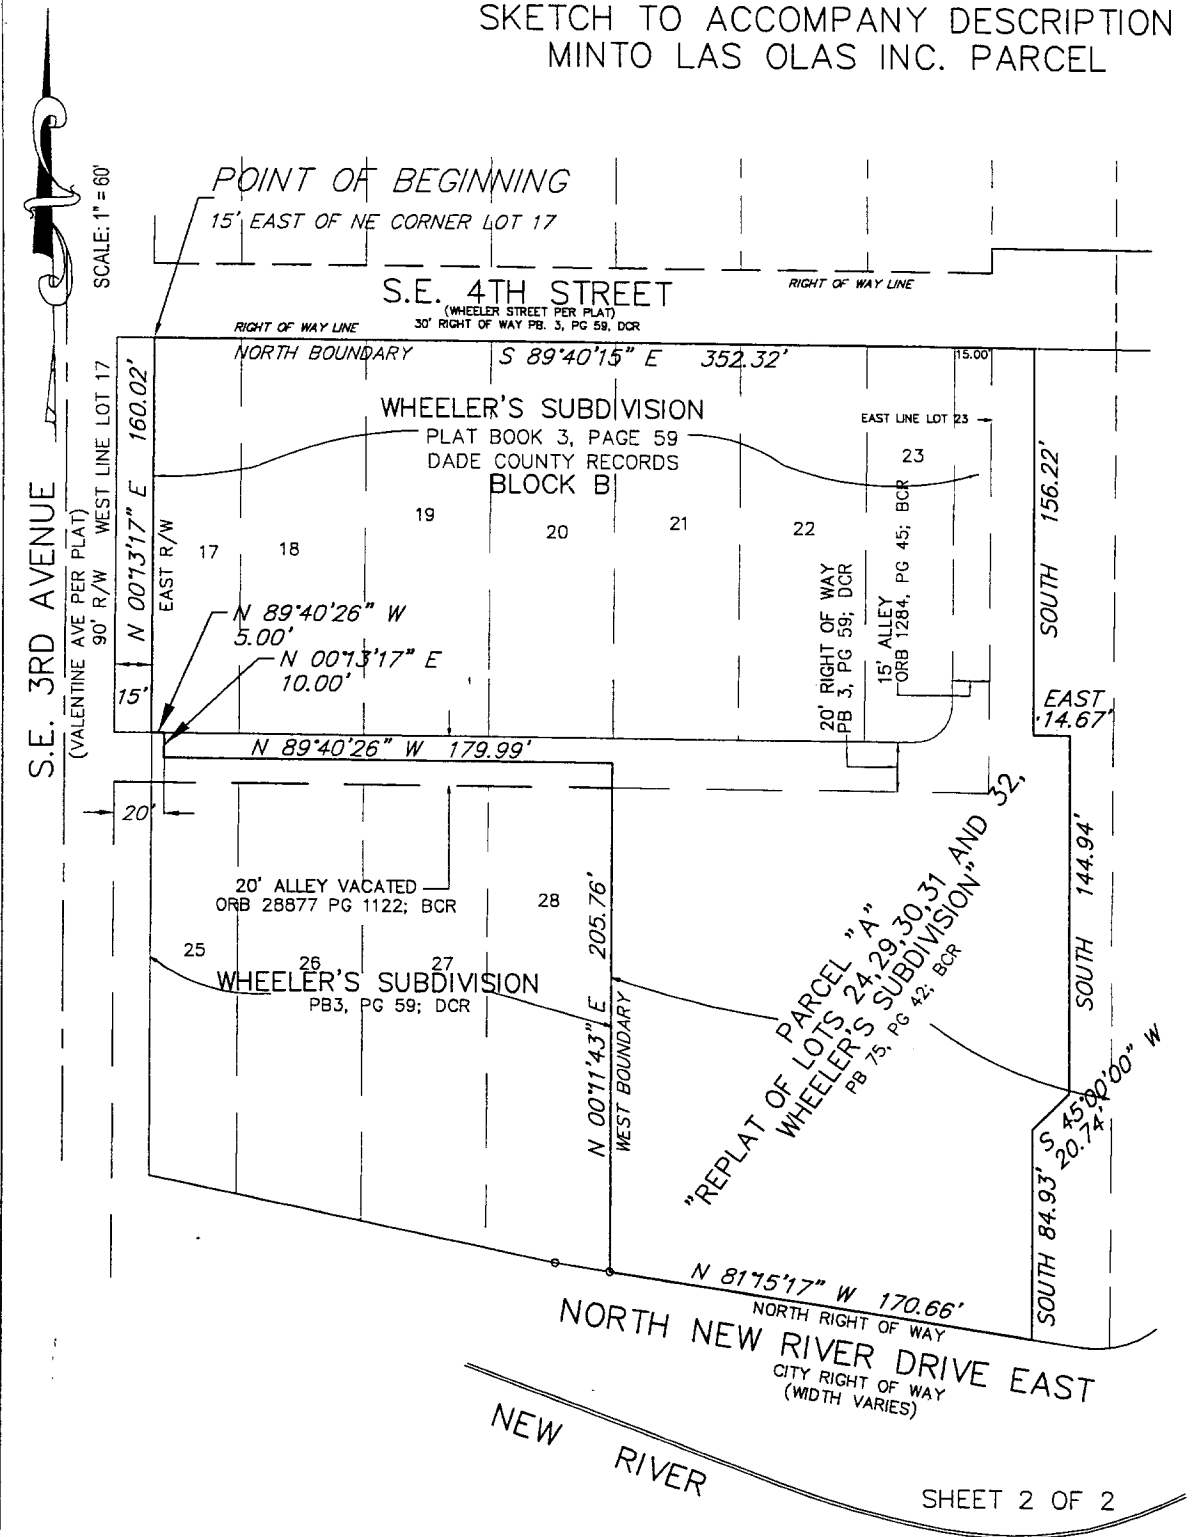 SKETCH TO ACCOMPANY DESCRIPTION
MINTO LAS OLAS INC. PARCEL
SCALE: 1" = 60'
POINT OF BEGINNING
15' EAST OF NE CORNER LOT 17
S.E. 4TH STREET
(WHEELER STREET PER PLAT)
30' RIGHT OF WAY PB. 3, PG 59, DCR
RIGHT OF WAY LINE
RIGHT OF WAY LINE
NORTH BOUNDARY
S 89°40'15" E 352.32'
15.00'
WHEELER'S SUBDIVISION
PLAT BOOK 3, PAGE 59
DADE COUNTY RECORDS
BLOCK B
EAST LINE LOT 23
17
18
19
20
21
22
23
S.E. 3RD AVENUE
(VALENTINE AVE PER PLAT)
90' R/W
WEST LINE LOT 17
N 00°13'17" E 160.02'
EAST R/W
15'
N 89°40'26" W
5.00'
N 00°13'17" E
10.00'
20' RIGHT OF WAY
PB 3, PG 59; DCR
15' ALLEY
ORB 1284, PG 45; BCR
SOUTH 156.22'
EAST
14.67'
N 89°40'26" W 179.99'
20'
20' ALLEY VACATED
ORB 28877 PG 1122; BCR
25
26
27
28
WHEELER'S SUBDIVISION
PB3, PG 59; DCR
N 00°11'43" E 205.76'
WEST BOUNDARY
PARCEL "A"
"REPLAT OF LOTS 24,29,30,31 AND 32,
WHEELER'S SUBDIVISION"
PB 75, PG 42; BCR
SOUTH 144.94'
S 45°00'00" W
20.74'
SOUTH 84.93'
N 81°15'17" W 170.66'
NORTH RIGHT OF WAY
NORTH NEW RIVER DRIVE EAST
CITY RIGHT OF WAY
(WIDTH VARIES)
NEW RIVER
SHEET 2 OF 2